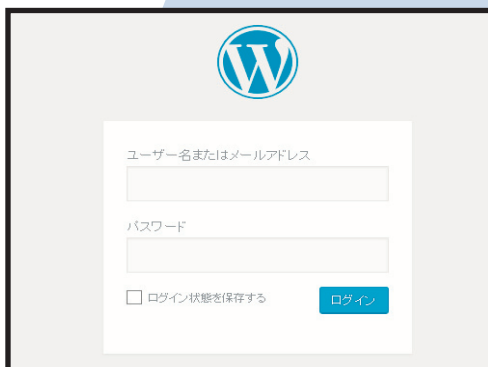 ユーザー名またはメールアドレス
パスワード
ログイン状態を保存する
ログイン